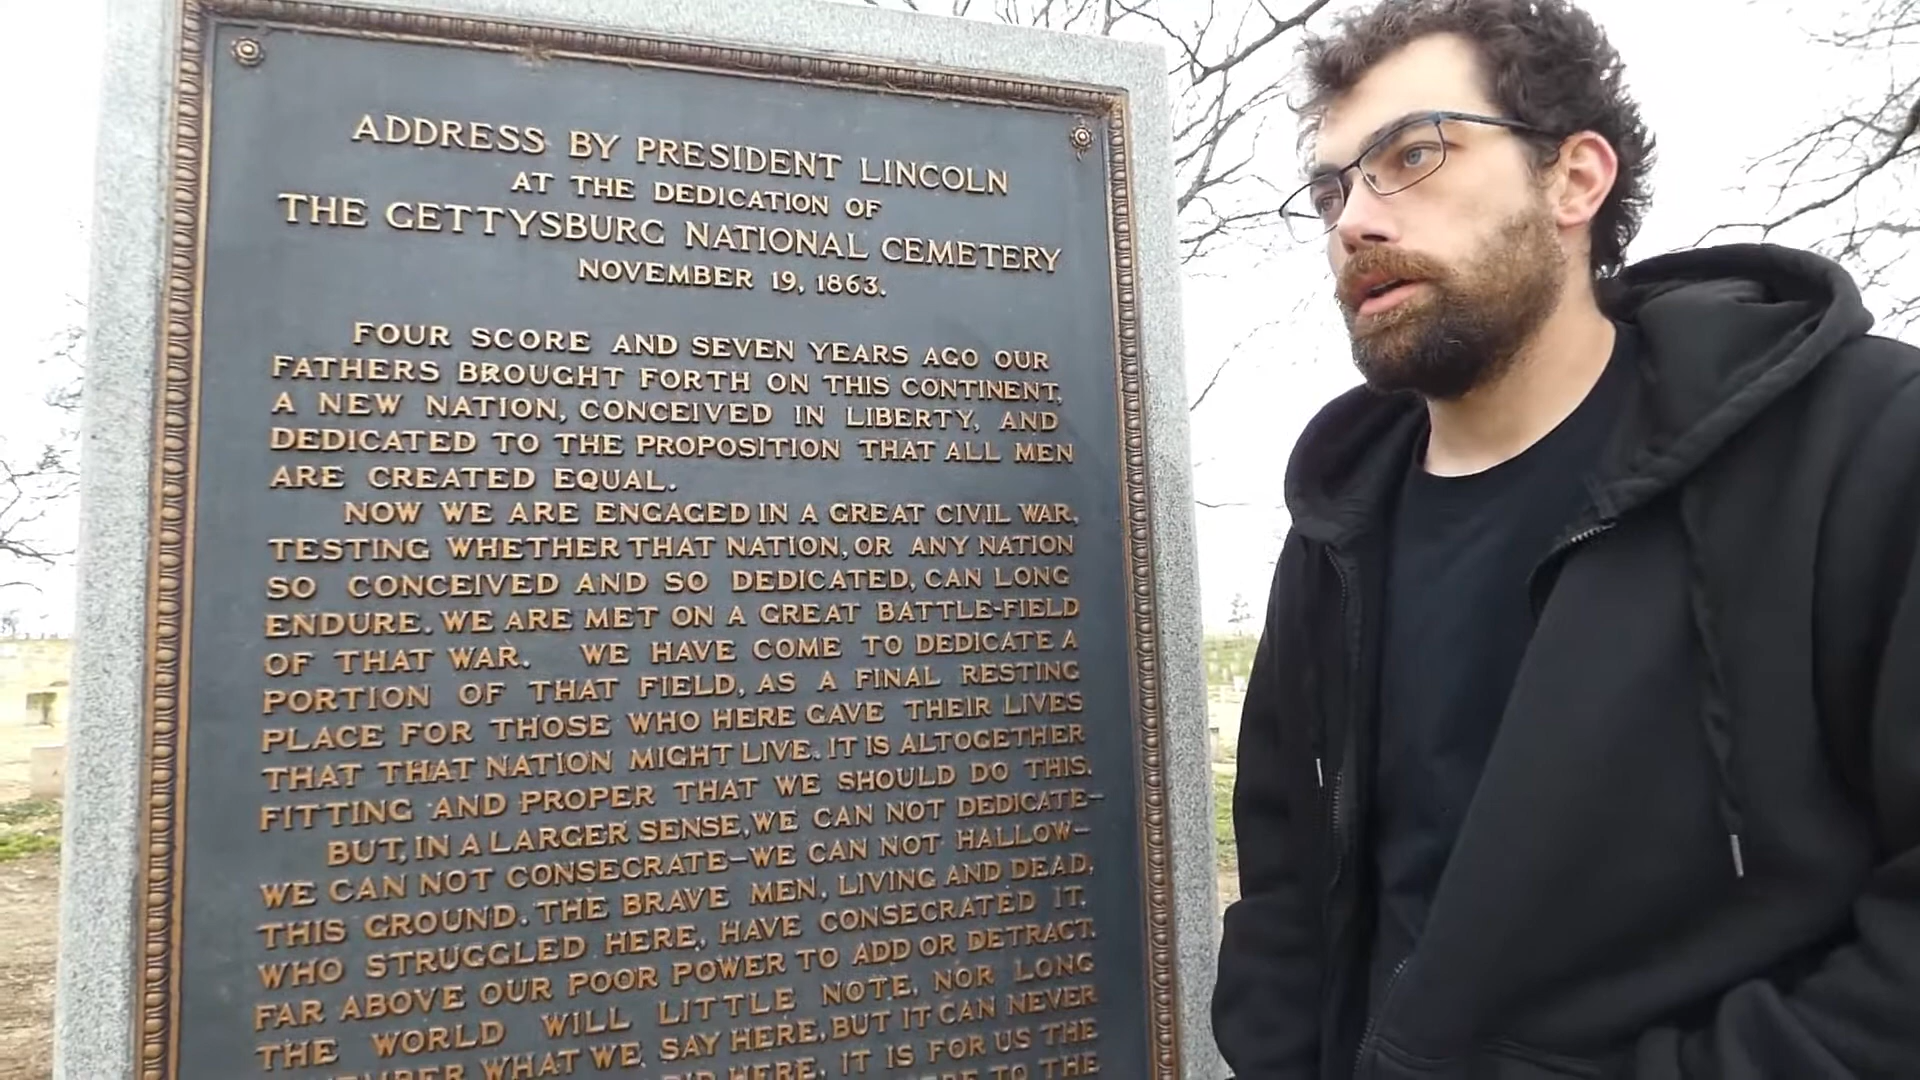 ADDRESS BY PRESIDENT LINCOLN
AT THE DEDICATION OF
THE GETTYSBURG NATIONAL CEMETERY
NOVEMBER 19, 1863.
FOUR SCORE AND SEVEN YEARS AGO OUR
FATHERS BROUGHT FORTH ON THIS CONTINENT,
A NEW NATION, CONCEIVED IN LIBERTY, AND
DEDICATED TO THE PROPOSITION THAT ALL MEN
ARE CREATED EQUAL.
NOW WE ARE ENGAGED IN A GREAT CIVIL WAR,
TESTING WHETHER THAT NATION, OR ANY NATION
SO CONCEIVED AND SO DEDICATED, CAN LONG
ENDURE. WE ARE MET ON A GREAT BATTLE-FIELD
OF THAT WAR. WE HAVE COME TO DEDICATE A
PORTION OF THAT FIELD, AS A FINAL RESTING
PLACE FOR THOSE WHO HERE GAVE THEIR LIVES
THAT THAT NATION MIGHT LIVE. IT IS ALTOGETHER
FITTING AND PROPER THAT WE SHOULD DO THIS.
BUT, IN A LARGER SENSE, WE CAN NOT DEDICATE–
WE CAN NOT CONSECRATE–WE CAN NOT HALLOW–
THIS GROUND. THE BRAVE MEN, LIVING AND DEAD,
WHO STRUGGLED HERE, HAVE CONSECRATED IT,
FAR ABOVE OUR POOR POWER TO ADD OR DETRACT.
THE WORLD WILL LITTLE NOTE, NOR LONG
WHAT WE SAY HERE, BUT IT CAN NEVER
HERE. IT IS FOR US THE
TO THE